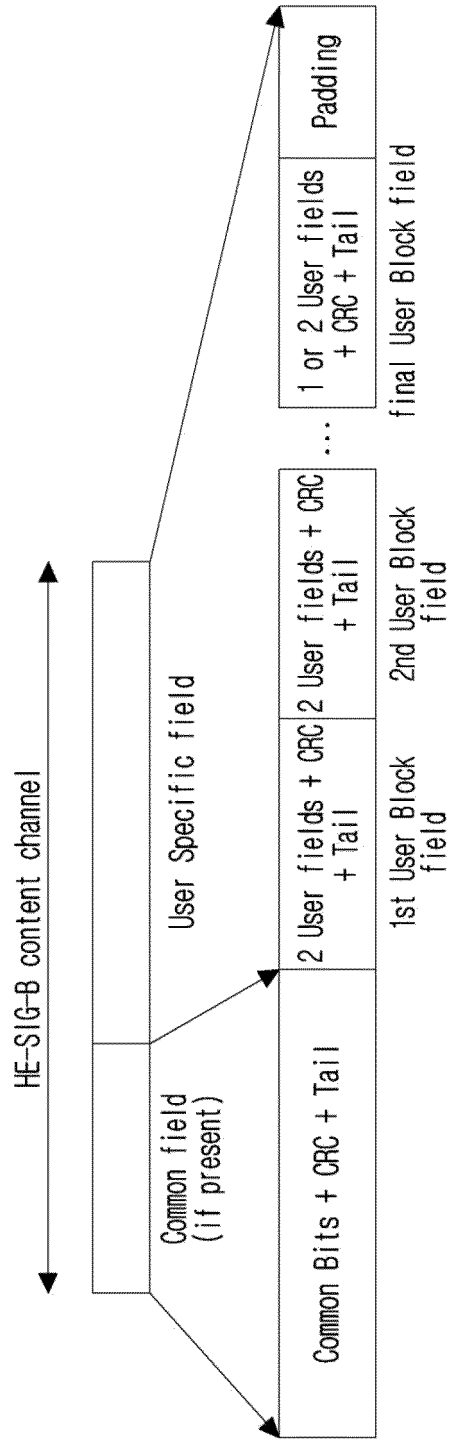 HE-SIG-B content channel
Common field
(if present)
User Specific field
Common Bits + CRC + Tail
2 User fields + CRC
+ Tail
2 User fields + CRC
+ Tail
...
1 or 2 User fields
+ CRC + Tail
Padding
1st User Block
field
2nd User Block
field
final User Block field